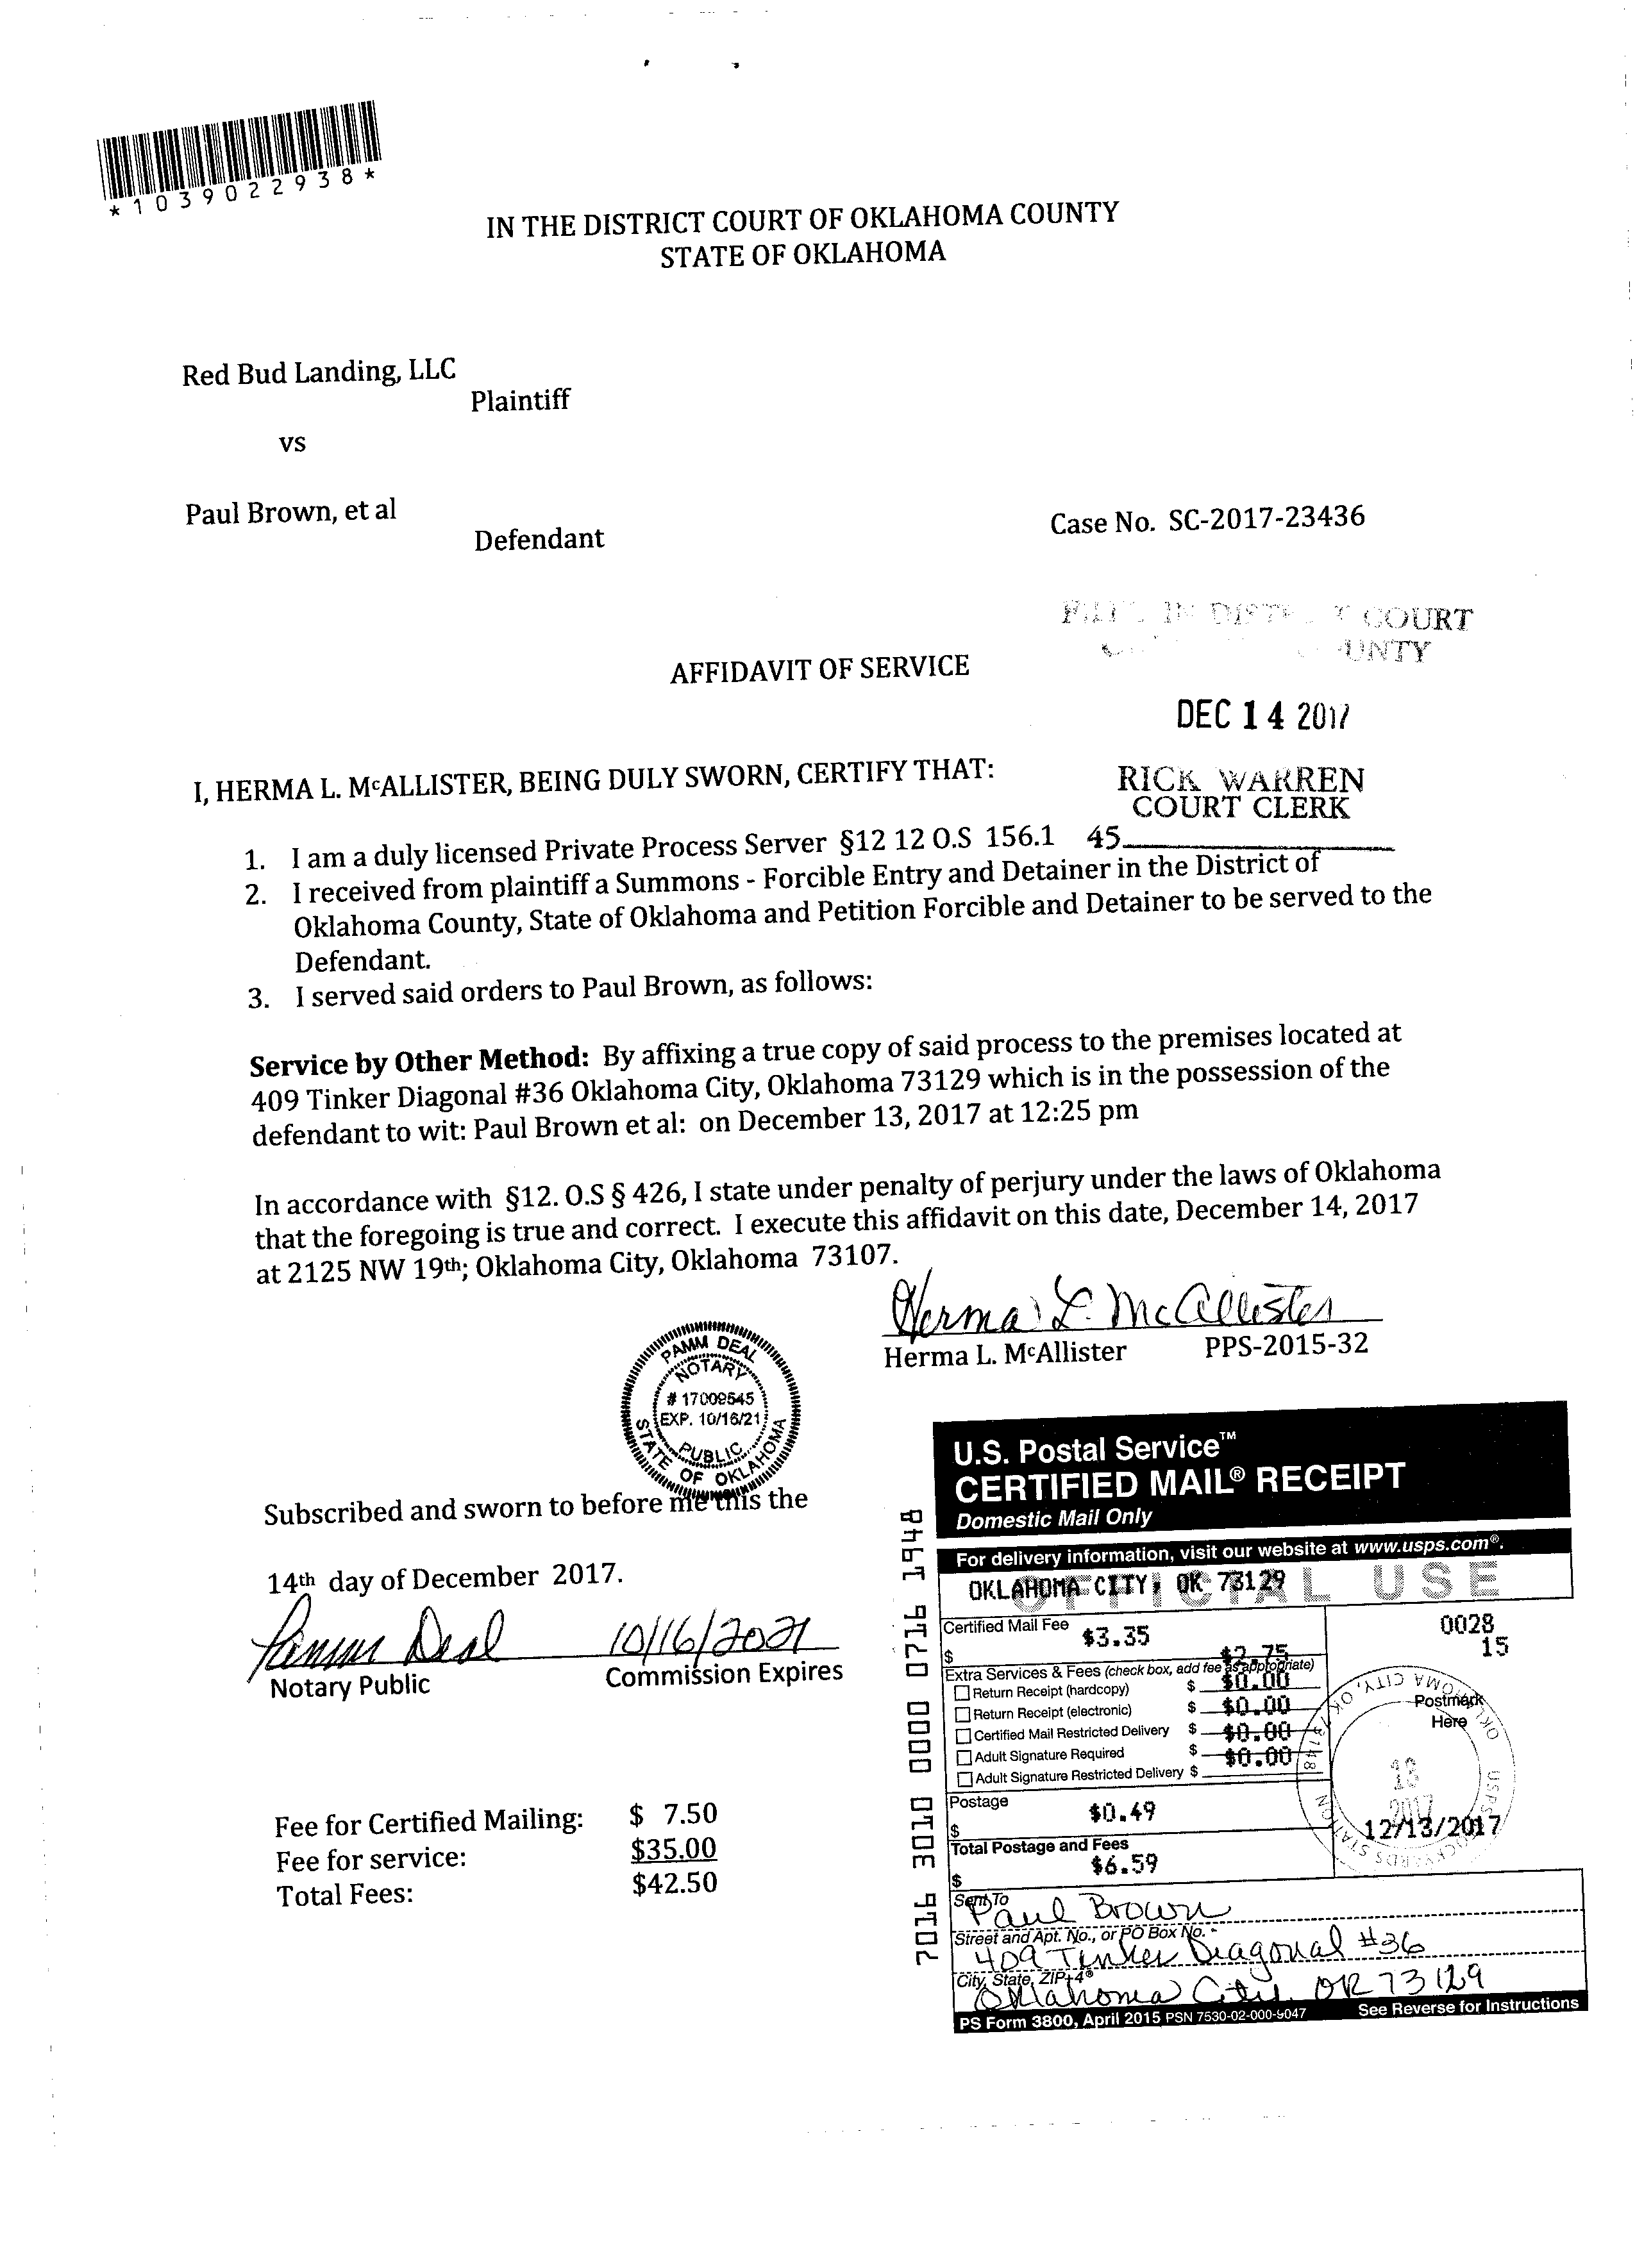 *1039022938*
IN THE DISTRICT COURT OF OKLAHOMA COUNTY
STATE OF OKLAHOMA
Red Bud Landing, LLC
Plaintiff
vs
Paul Brown, et al
Defendant
Case No. SC-2017-23436
IN COURT
AFFIDAVIT OF SERVICE
DEC 14 2017
I, HERMA L. McALLISTER, BEING DULY SWORN, CERTIFY THAT:
RICK WARREN
COURT CLERK
1. I am a duly licensed Private Process Server §12 12 O.S 156.1 45
2. I received from plaintiff a Summons - Forcible Entry and Detainer in the District of
Oklahoma County, State of Oklahoma and Petition Forcible and Detainer to be served to the
Defendant.
3. I served said orders to Paul Brown, as follows:
Service by Other Method: By affixing a true copy of said process to the premises located at
409 Tinker Diagonal #36 Oklahoma City, Oklahoma 73129 which is in the possession of the
defendant to wit: Paul Brown et al: on December 13, 2017 at 12:25 pm
In accordance with §12. O.S § 426, I state under penalty of perjury under the laws of Oklahoma
that the foregoing is true and correct. I execute this affidavit on this date, December 14, 2017
at 2125 NW 19th; Oklahoma City, Oklahoma 73107.
Herma L. McAllister
Herma L. McAllister PPS-2015-32
PAMM DEAL
NOTARY
# 17009545
EXP. 10/16/21
PUBLIC
STATE OF OKLAHOMA
Subscribed and sworn to before me this the
14th day of December 2017.
Pamm Deal 10/16/2021
Notary Public Commission Expires
Fee for Certified Mailing: $ 7.50
Fee for service: $35.00
Total Fees: $42.50
7016 3010 0000 0716 1948
U.S. Postal Service™
CERTIFIED MAIL® RECEIPT
Domestic Mail Only
For delivery information, visit our website at www.usps.com®.
OFFICIAL USE
OKLAHOMA CITY, OK 73129
Certified Mail Fee $3.35
$ $2.75
Extra Services & Fees (check box, add fee as appropriate)
Return Receipt (hardcopy) $ $0.00
Return Receipt (electronic) $ $0.00
Certified Mail Restricted Delivery $ $0.00
Adult Signature Required $ $0.00
Adult Signature Restricted Delivery $
Postage
$ $0.49
Total Postage and Fees
$ $6.59
0028
15
Postmark
Here
OKLAHOMA CITY, OK 73148
USPS
STATION
13
2017
12/13/2017
Sent To
Paul Brown
Street and Apt. No., or PO Box No.
409 Tinker Diagonal #36
City, State, ZIP+4®
Oklahoma City OK 73129
PS Form 3800, April 2015 PSN 7530-02-000-9047 See Reverse for Instructions